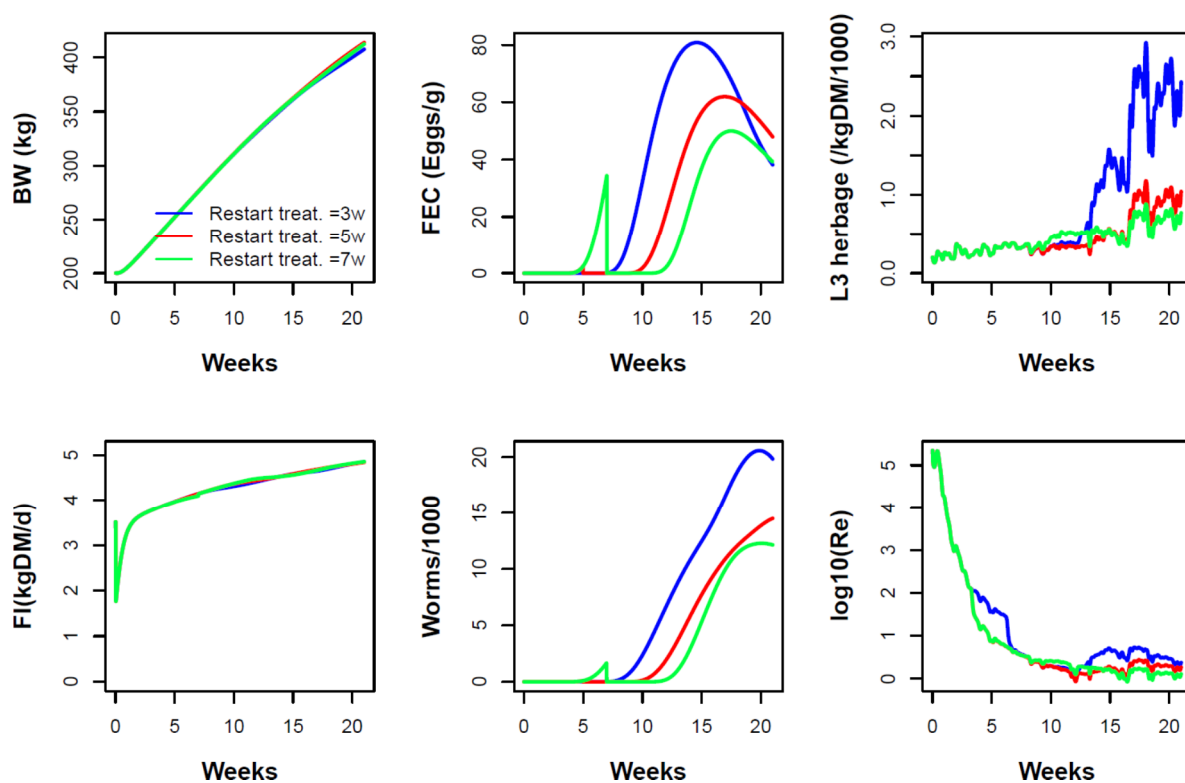 BW (kg)
400
350
300
250
200
Restart treat. =3w
Restart treat. =5w
Restart treat. =7w
0 5 10 15 20
Weeks
FEC (Eggs/g)
80
60
40
20
0
0 5 10 15 20
Weeks
L3 herbage (/kgDM/1000)
3.0
2.0
1.0
0.0
0 5 10 15 20
Weeks
FI(kgDM/d)
5
4
3
2
1
0
0 5 10 15 20
Weeks
Worms/1000
20
15
10
5
0
0 5 10 15 20
Weeks
log10(Re)
5
4
3
2
1
0
0 5 10 15 20
Weeks